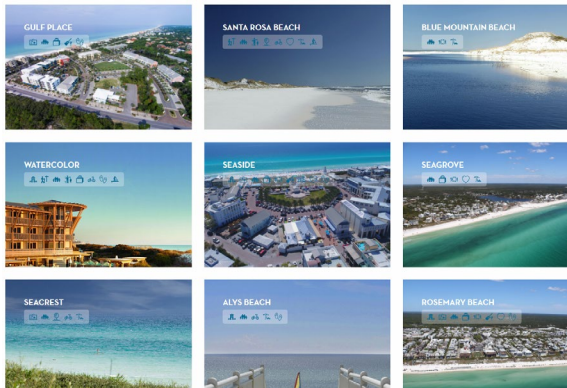 GULF PLACE
SANTA ROSA BEACH
BLUE MOUNTAIN BEACH
WATERCOLOR
SEASIDE
SEAGROVE
SEACREST
ALYS BEACH
ROSEMARY BEACH